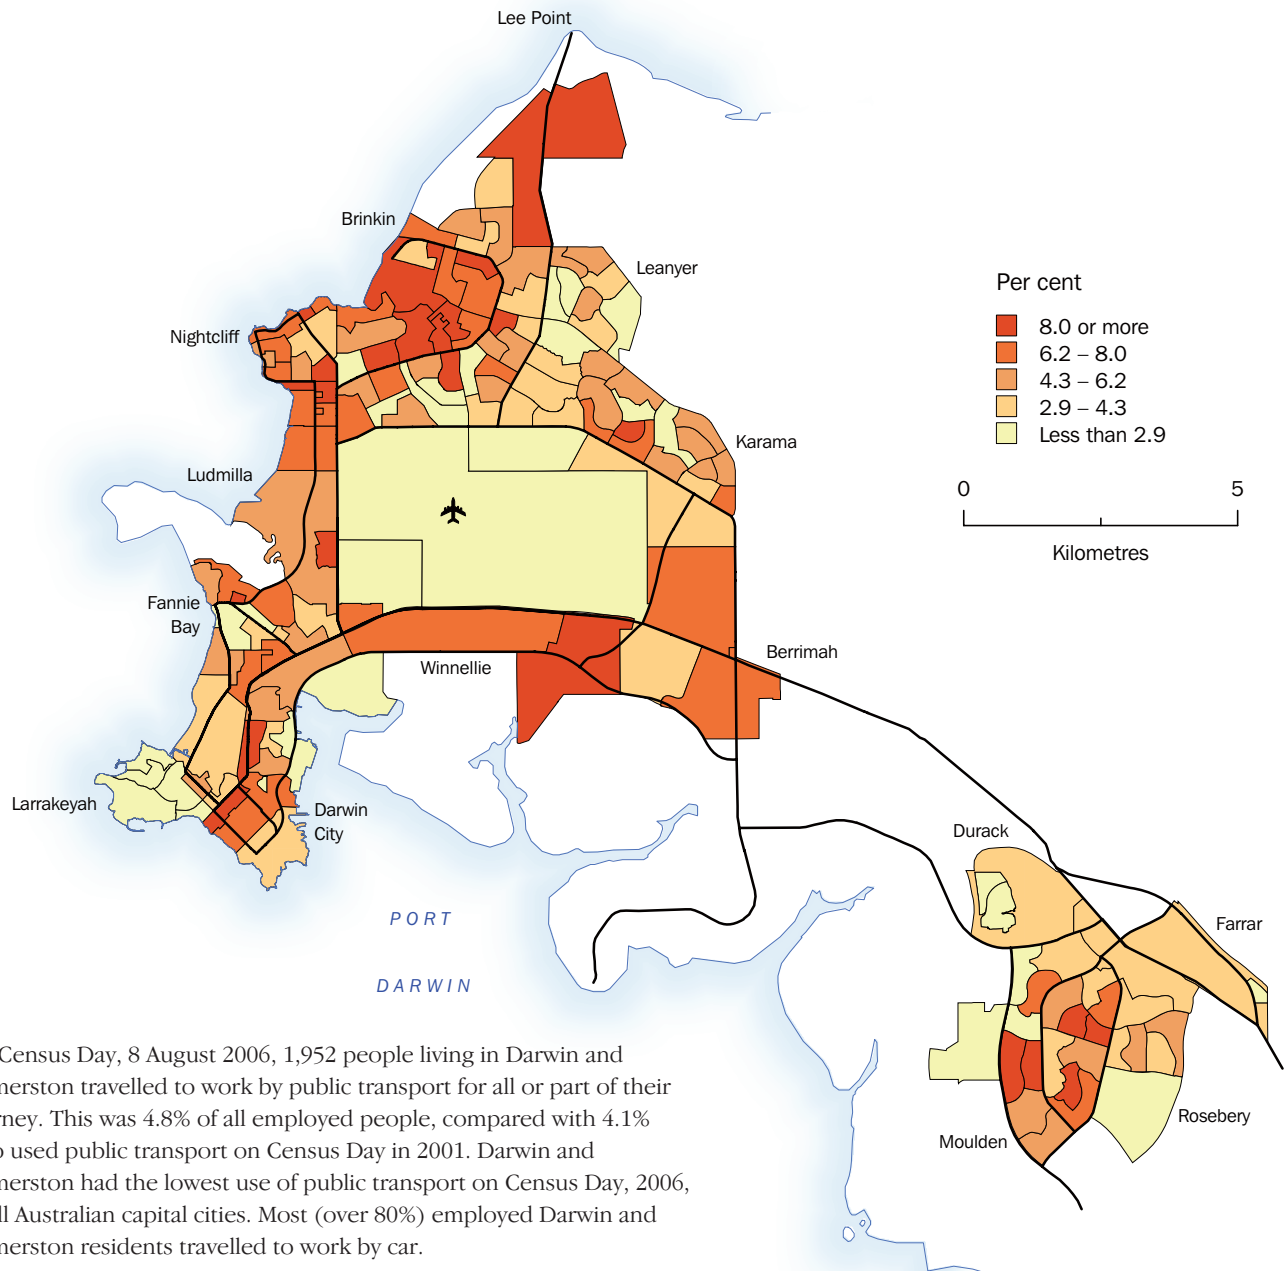 Lee Point
Brinkin
Leanyer
Nightcliff
Karama
Ludmilla
Fannie
Bay
Winnellie
Berrimah
Larrakeyah
Darwin
City
Durack
Farrar
Rosebery
Moulden
PORT
DARWIN
Per cent
8.0 or more
6.2 – 8.0
4.3 – 6.2
2.9 – 4.3
Less than 2.9
0 5
Kilometres
Census Day, 8 August 2006, 1,952 people living in Darwin and
merston travelled to work by public transport for all or part of their
rney. This was 4.8% of all employed people, compared with 4.1%
o used public transport on Census Day in 2001. Darwin and
merston had the lowest use of public transport on Census Day, 2006,
ll Australian capital cities. Most (over 80%) employed Darwin and
merston residents travelled to work by car.